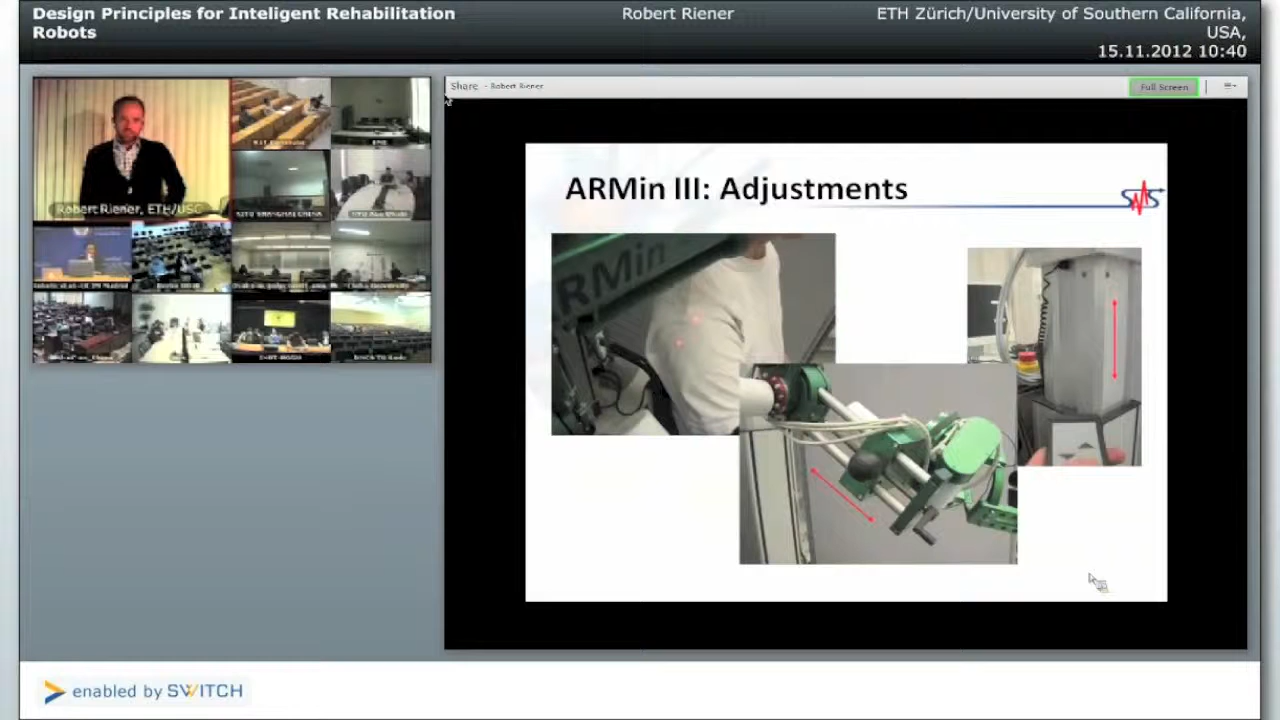 Design Principles for Inteligent Rehabilitation
Robots
Robert Riener
ETH Zürich/University of Southern California,
USA,
15.11.2012 10:40
Share - Robert Riener
Full Screen
Robert Riener, ETH/USC
ARMin III: Adjustments
ARMin
enabled by SWITCH